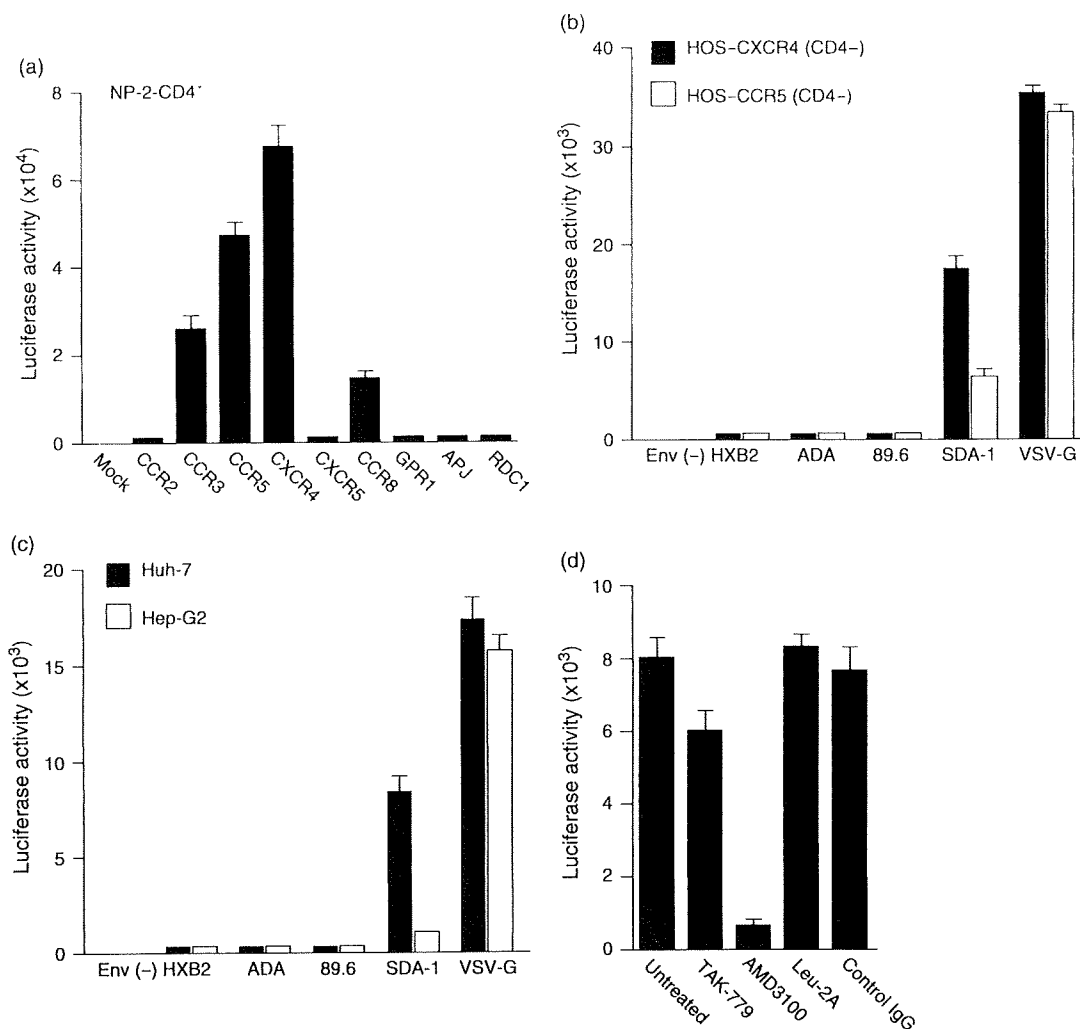 (a)
NP-2-CD4+
Luciferase activity (x10⁴)
8
6
4
2
0
Mock
CCR2
CCR3
CCR5
CXCR4
CXCR5
CCR8
GPR1
APJ
RDC1
(b)
HOS-CXCR4 (CD4-)
HOS-CCR5 (CD4-)
Luciferase activity (x10³)
40
30
20
10
0
Env (-) HXB2 ADA 89.6 SDA-1 VSV-G
(c)
Huh-7
Hep-G2
Luciferase activity (x10³)
20
15
10
5
0
Env (-) HXB2 ADA 89.6 SDA-1 VSV-G
(d)
Luciferase activity (x10³)
10
8
6
4
2
0
Untreated
TAK-779
AMD3100
Leu-2A
Control IgG